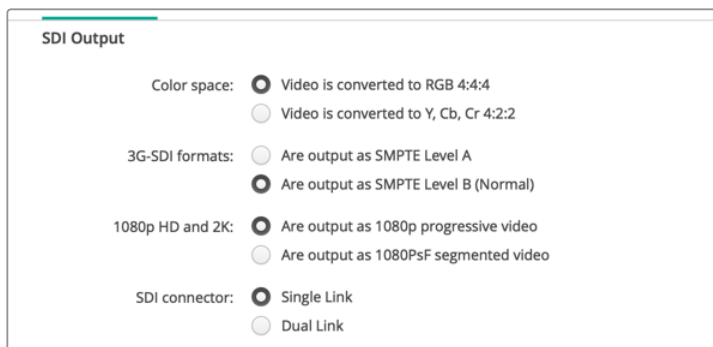 SDI Output
Color space: Video is converted to RGB 4:4:4
Video is converted to Y, Cb, Cr 4:2:2
3G-SDI formats: Are output as SMPTE Level A
Are output as SMPTE Level B (Normal)
1080p HD and 2K: Are output as 1080p progressive video
Are output as 1080PsF segmented video
SDI connector: Single Link
Dual Link